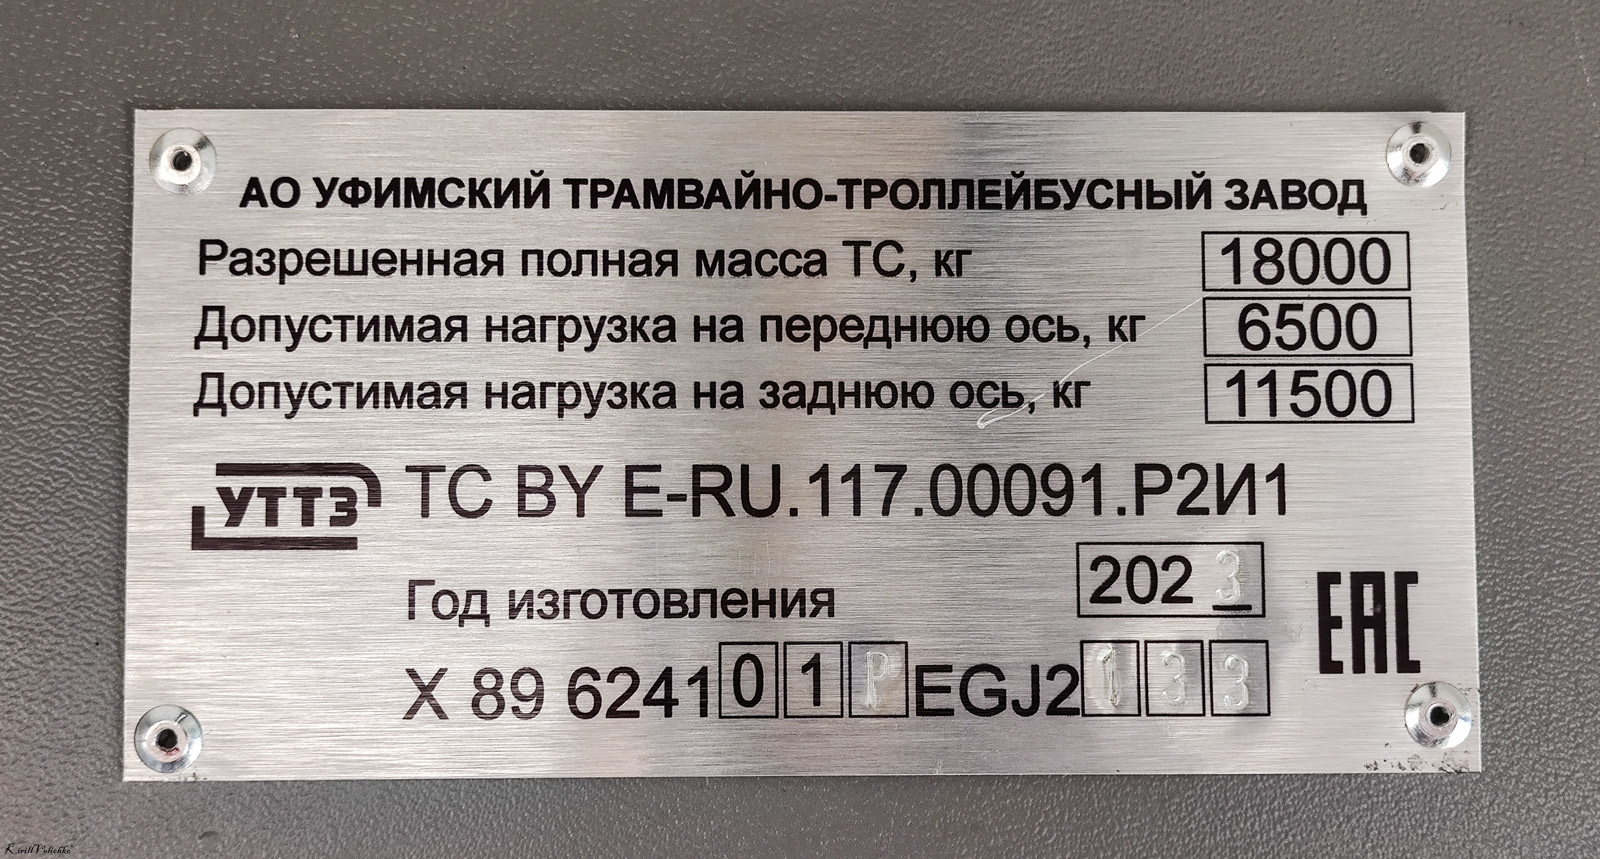 АО УФИМСКИЙ ТРАМВАЙНО-ТРОЛЛЕЙБУСНЫЙ ЗАВОД
Разрешенная полная масса ТС, кг 18000
Допустимая нагрузка на переднюю ось, кг 6500
Допустимая нагрузка на заднюю ось, кг 11500
УТТЗ ТС BY E-RU.117.00091.Р2И1
Год изготовления 2023
EAC
X 89 624101PEGJ2133